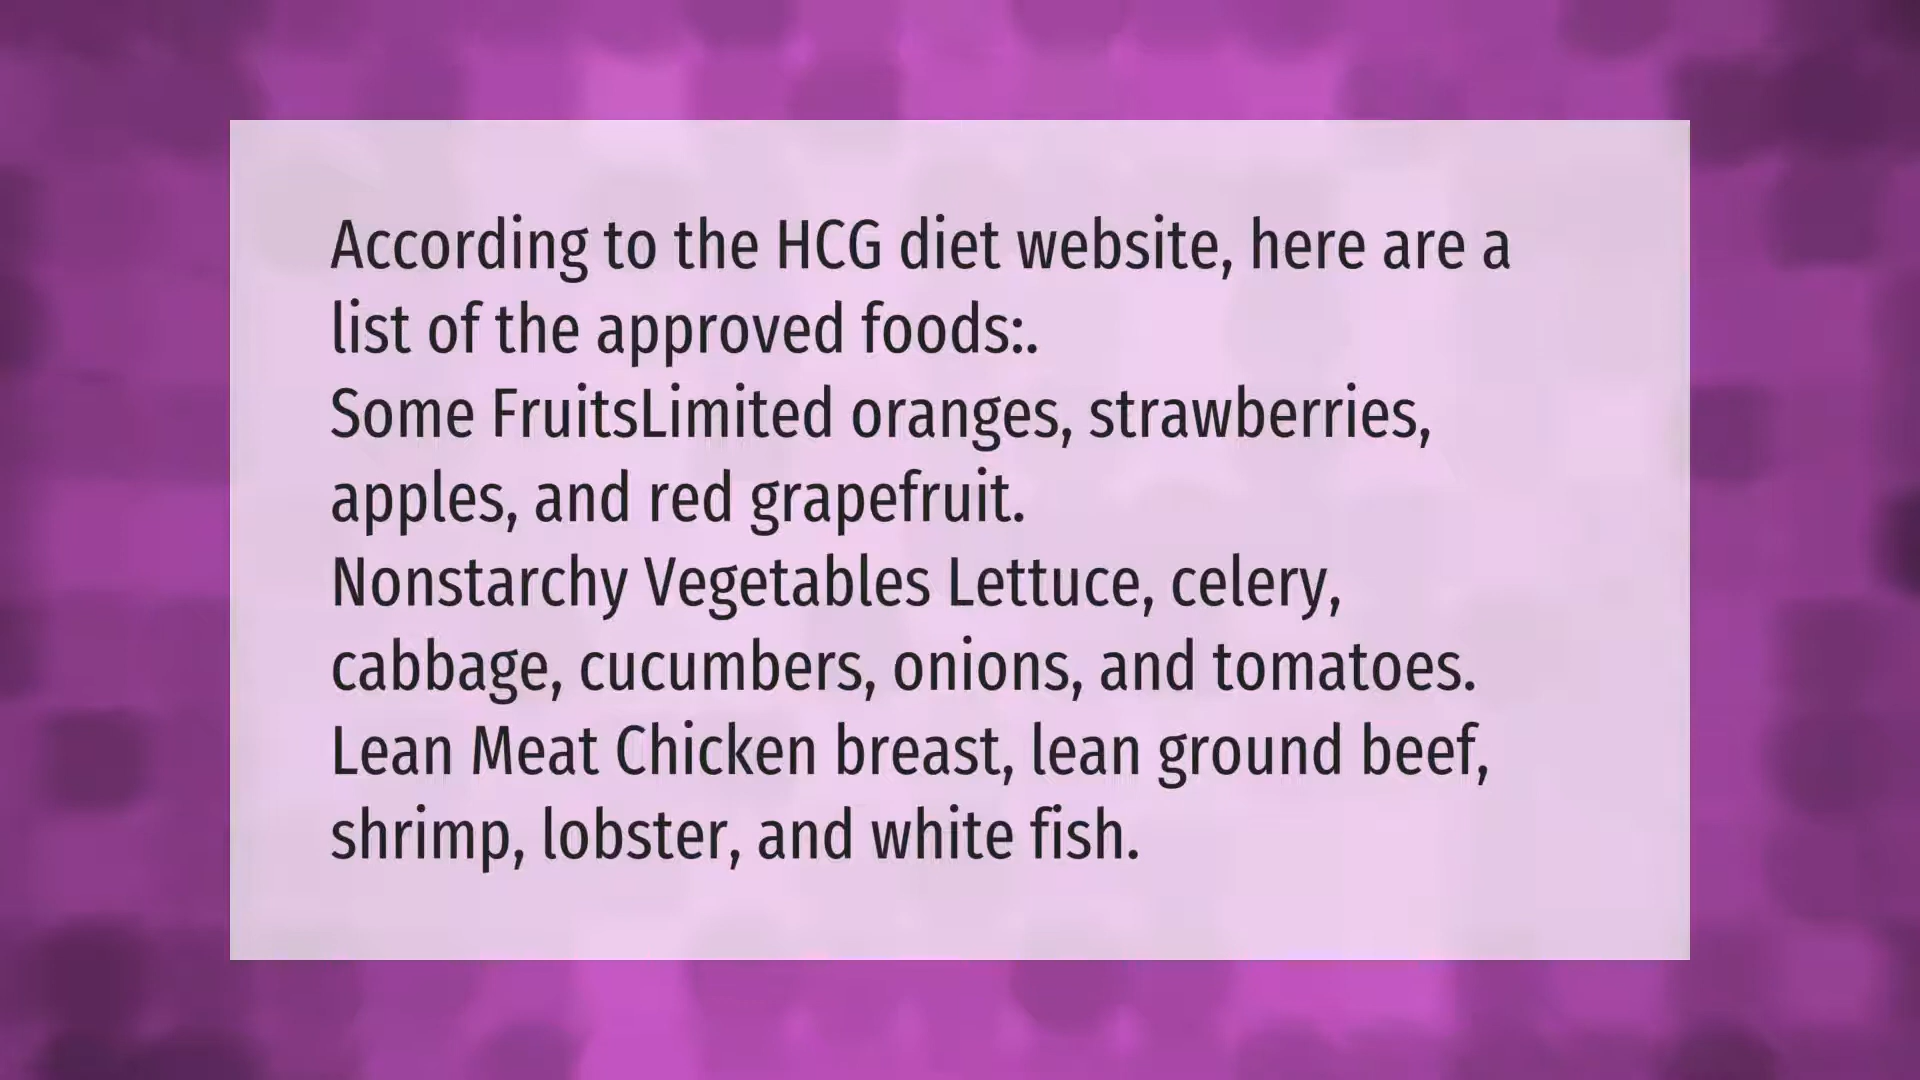 According to the HCG diet website, here are a
list of the approved foods:.
Some FruitsLimited oranges, strawberries,
apples, and red grapefruit.
Nonstarchy Vegetables Lettuce, celery,
cabbage, cucumbers, onions, and tomatoes.
Lean Meat Chicken breast, lean ground beef,
shrimp, lobster, and white fish.